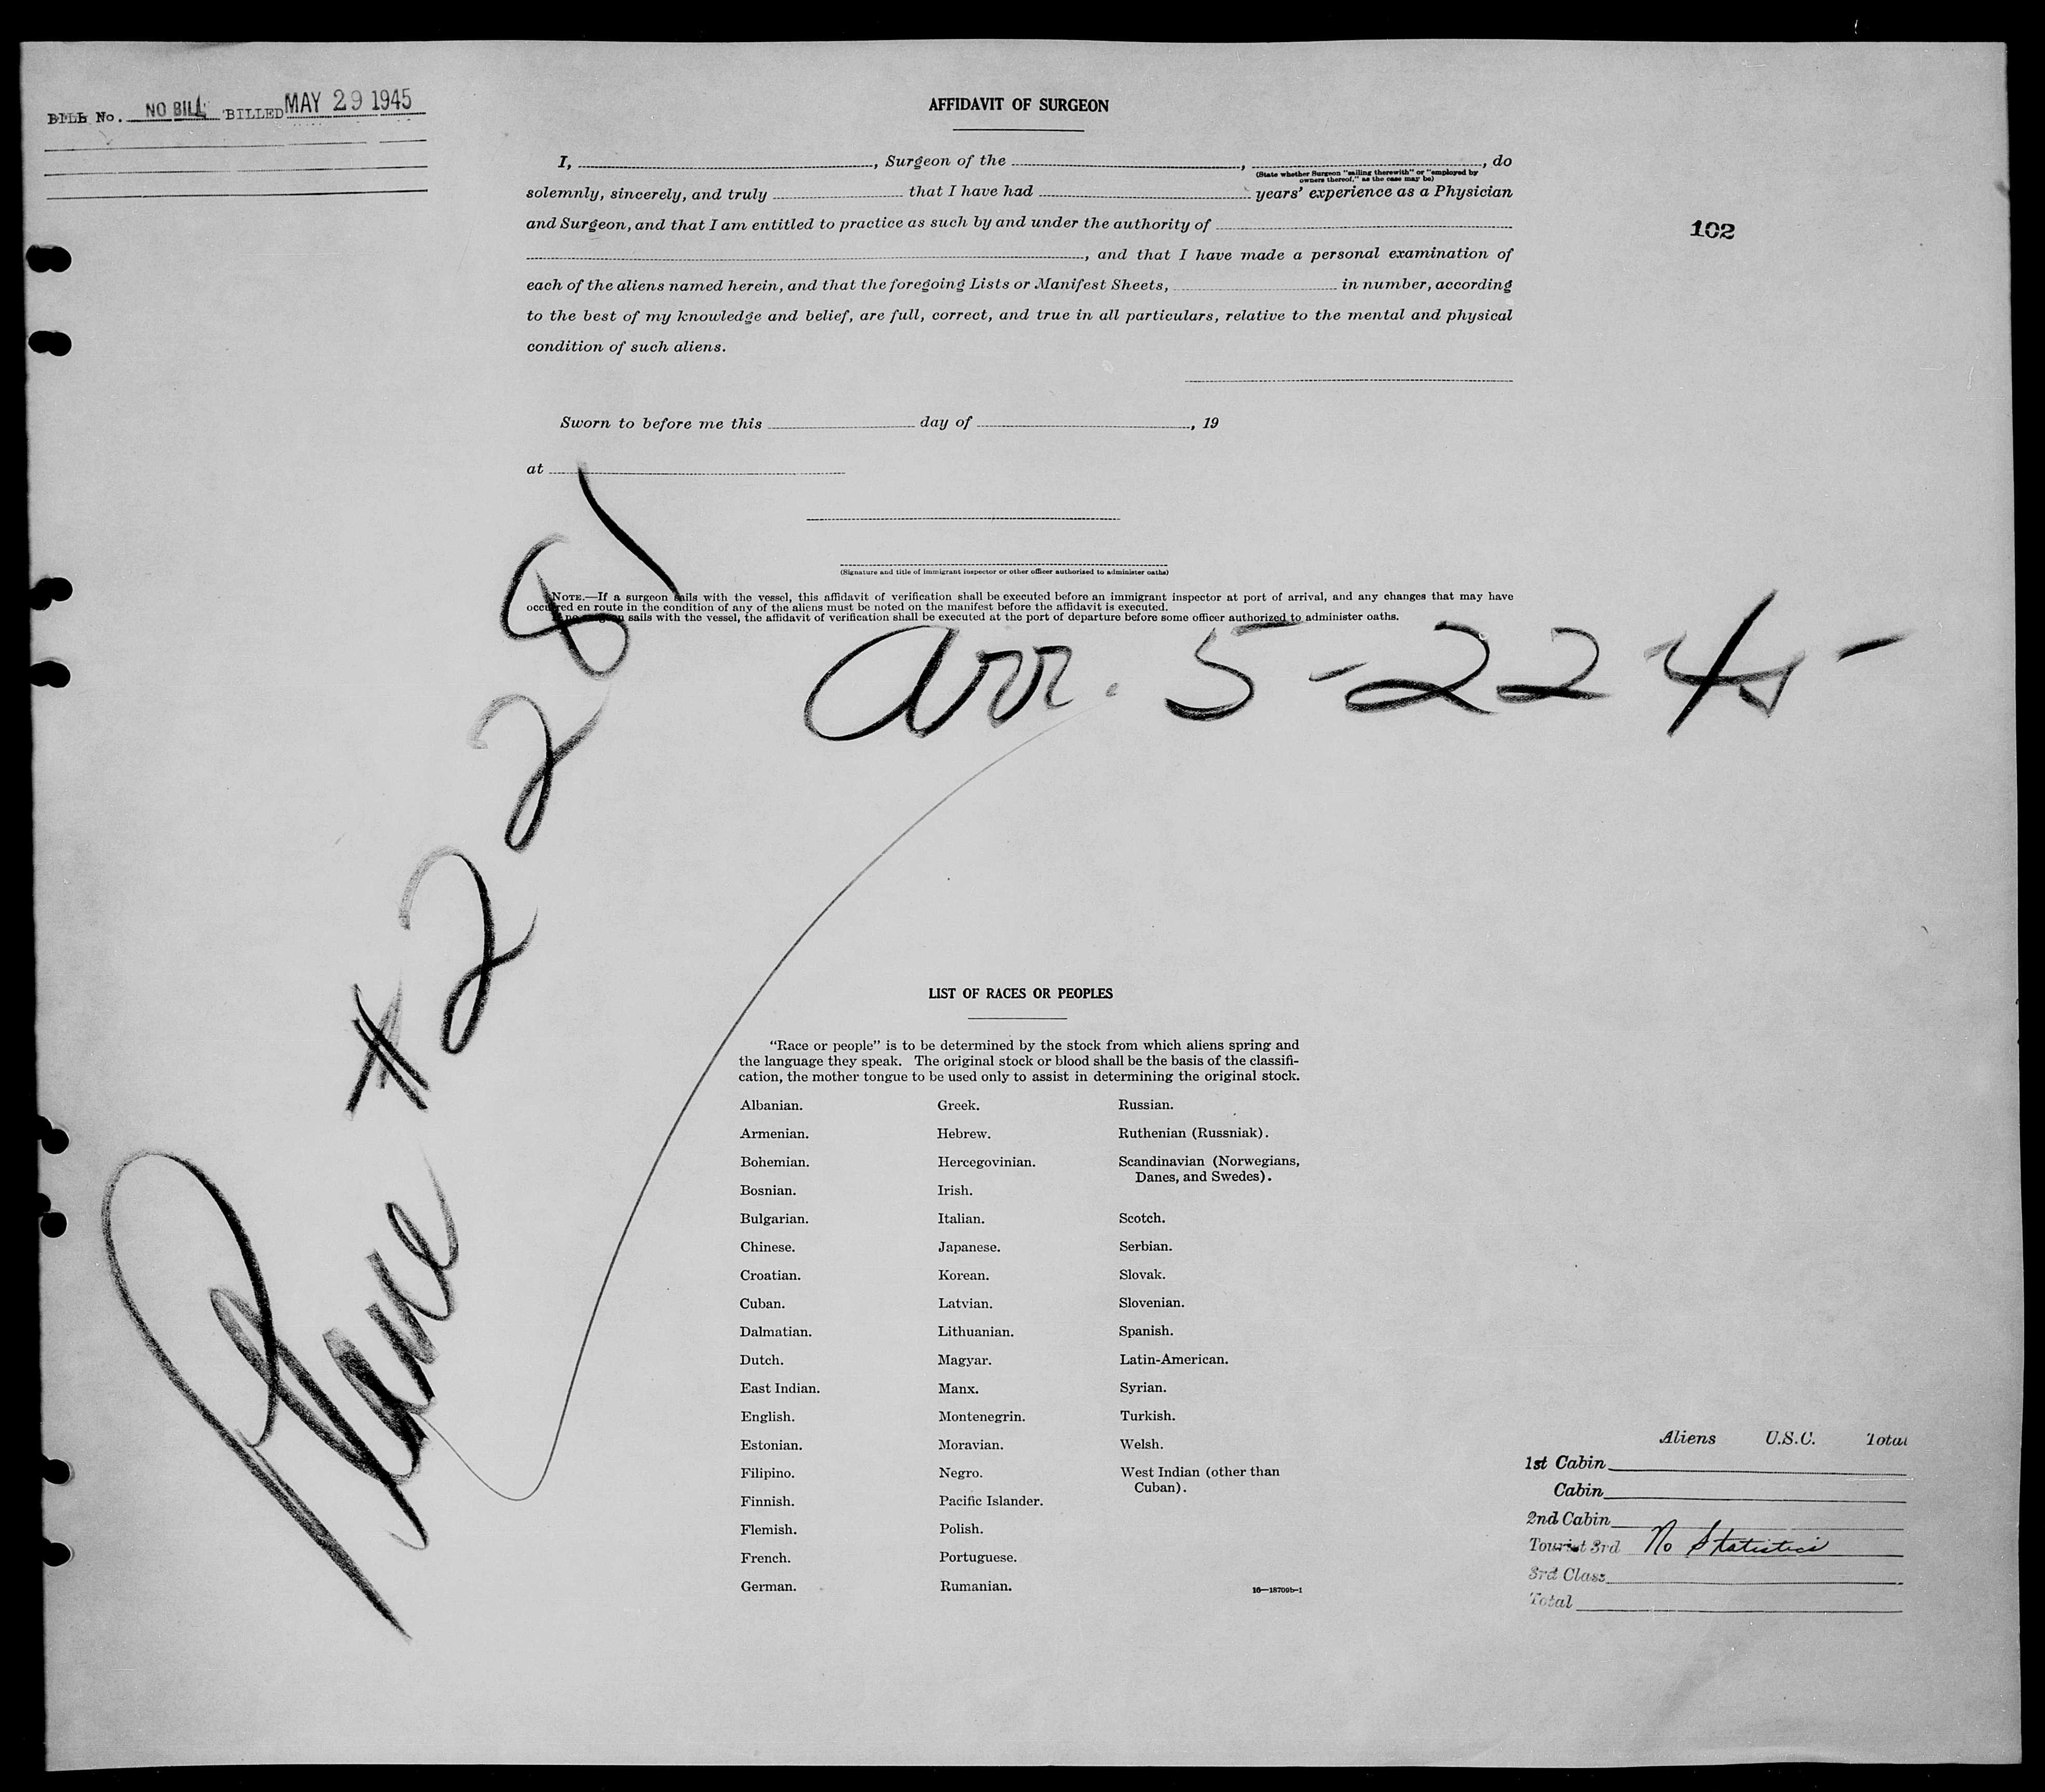 BILL No. NO BILL BILLED MAY 29 1945
AFFIDAVIT OF SURGEON
I, , Surgeon of the , , do
(State whether Surgeon "sailing therewith" or "employed by
owners thereof," as the case may be)
solemnly, sincerely, and truly that I have had years' experience as a Physician
and Surgeon, and that I am entitled to practice as such by and under the authority of
102
, and that I have made a personal examination of
each of the aliens named herein, and that the foregoing Lists or Manifest Sheets, in number, according
to the best of my knowledge and belief, are full, correct, and true in all particulars, relative to the mental and physical
condition of such aliens.
Sworn to before me this day of , 19
at
(Signature and title of immigrant inspector or other officer authorized to administer oaths)
NOTE.—If a surgeon sails with the vessel, this affidavit of verification shall be executed before an immigrant inspector at port of arrival, and any changes that may have
occurred en route in the condition of any of the aliens must be noted on the manifest before the affidavit is executed.
If no surgeon sails with the vessel, the affidavit of verification shall be executed at the port of departure before some officer authorized to administer oaths.
Arr. 5-22 45-
Plane #2281
LIST OF RACES OR PEOPLES
"Race or people" is to be determined by the stock from which aliens spring and
the language they speak. The original stock or blood shall be the basis of the classifi-
cation, the mother tongue to be used only to assist in determining the original stock.
Albanian. Greek. Russian.
Armenian. Hebrew. Ruthenian (Russniak).
Bohemian. Hercegovinian. Scandinavian (Norwegians,
Danes, and Swedes).
Bosnian. Irish.
Bulgarian. Italian. Scotch.
Chinese. Japanese. Serbian.
Croatian. Korean. Slovak.
Cuban. Latvian. Slovenian.
Dalmatian. Lithuanian. Spanish.
Dutch. Magyar. Latin-American.
East Indian. Manx. Syrian.
English. Montenegrin. Turkish.
Estonian. Moravian. Welsh.
Filipino. Negro. West Indian (other than
Cuban).
Finnish. Pacific Islander.
Flemish. Polish.
French. Portuguese.
German. Rumanian.
16—18709b-1
Aliens U.S.C. Total
1st Cabin
Cabin
2nd Cabin
Tourist 3rd No Statistics
3rd Class
Total